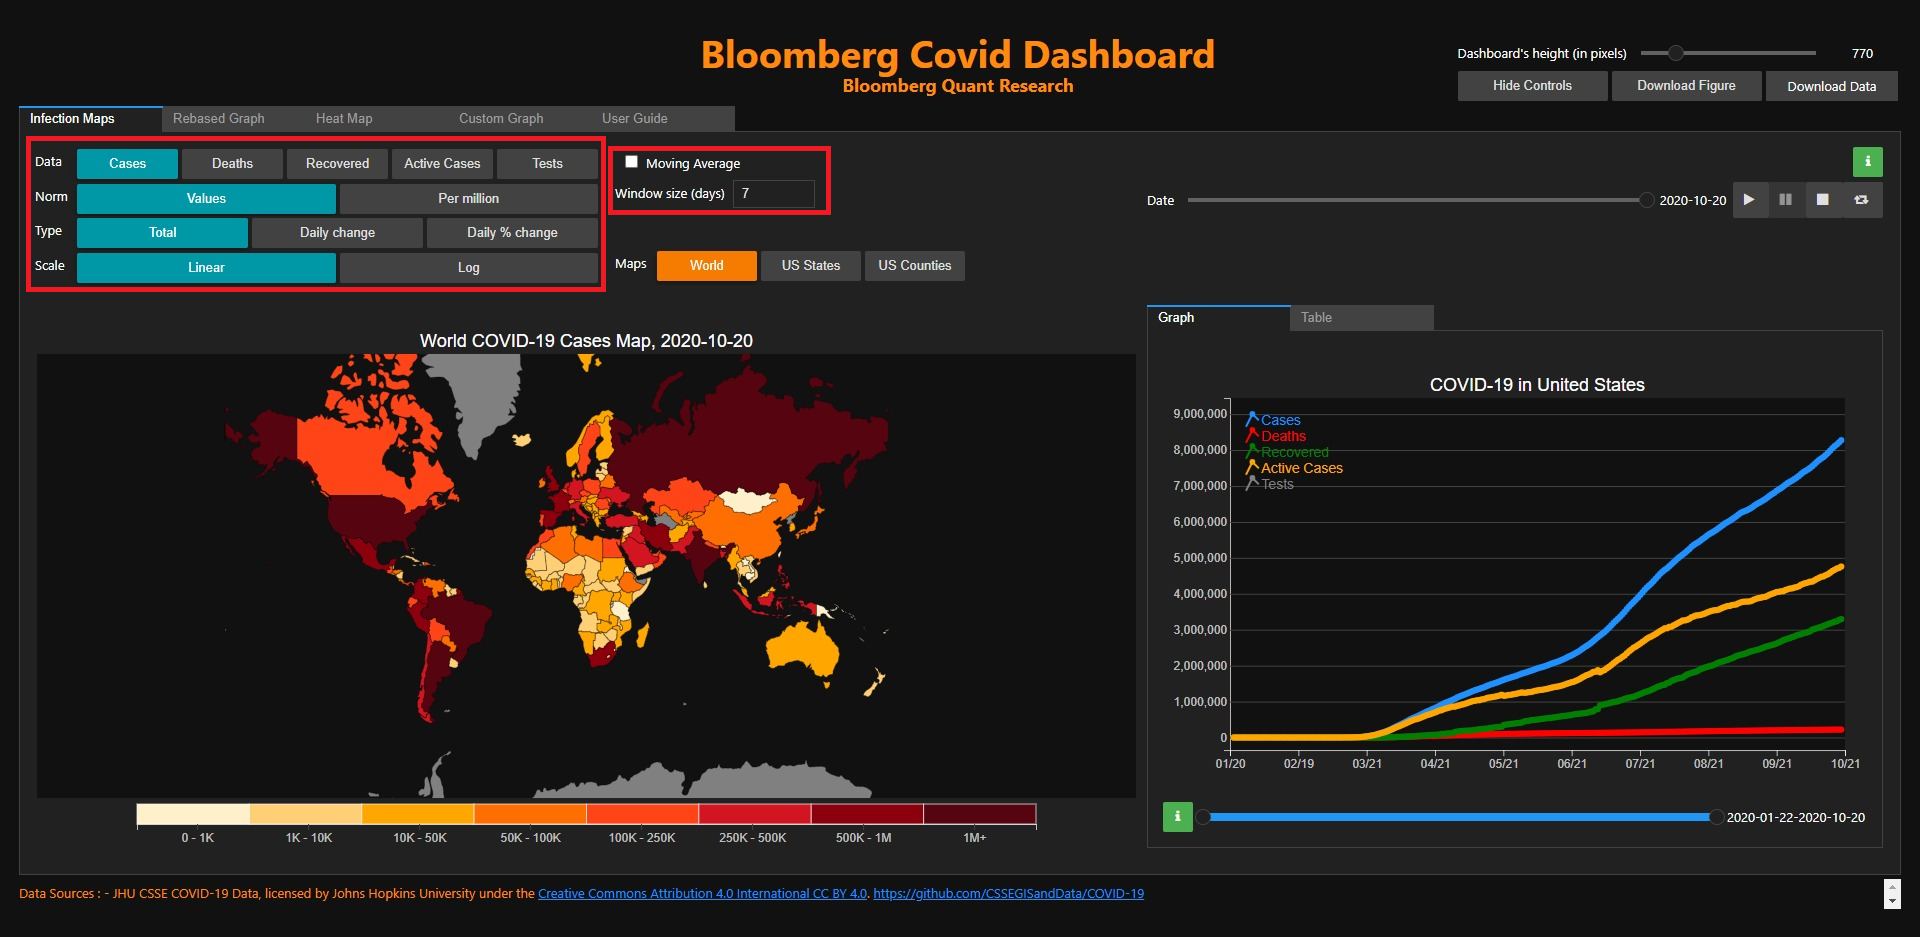 Bloomberg Covid Dashboard
Bloomberg Quant Research
Dashboard's height (in pixels) 770
Hide Controls Download Figure Download Data
Infection Maps Rebased Graph Heat Map Custom Graph User Guide
Data Cases Deaths Recovered Active Cases Tests
Norm Values Per million
Type Total Daily change Daily % change
Scale Linear Log
Moving Average
Window size (days) 7
Maps World US States US Counties
Date 2020-10-20
World COVID-19 Cases Map, 2020-10-20
0 - 1K 1K - 10K 10K - 50K 50K - 100K 100K - 250K 250K - 500K 500K - 1M 1M+
Graph Table
COVID-19 in United States
Cases
Deaths
Recovered
Active Cases
Tests
9,000,000
8,000,000
7,000,000
6,000,000
5,000,000
4,000,000
3,000,000
2,000,000
1,000,000
0
01/20 02/19 03/21 04/21 05/21 06/21 07/21 08/21 09/21 10/21
2020-01-22-2020-10-20
Data Sources : - JHU CSSE COVID-19 Data, licensed by Johns Hopkins University under the Creative Commons Attribution 4.0 International CC BY 4.0. https://github.com/CSSEGISandData/COVID-19